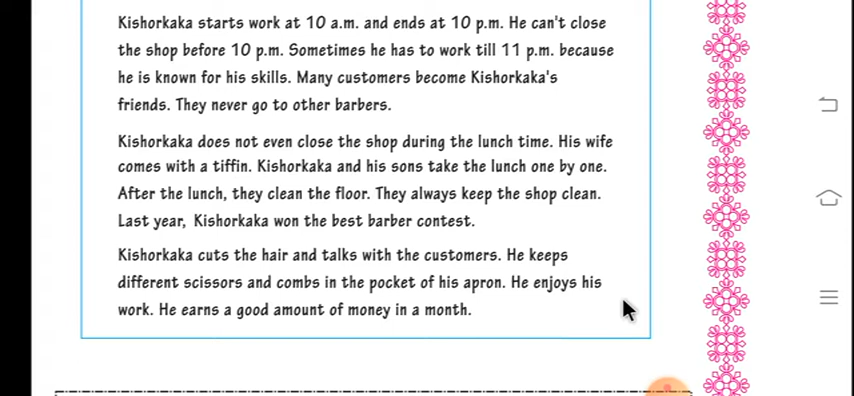 Kishorkaka starts work at 10 a.m. and ends at 10 p.m. He can't close
the shop before 10 p.m. Sometimes he has to work till 11 p.m. because
he is known for his skills. Many customers become Kishorkaka's
friends. They never go to other barbers.
Kishorkaka does not even close the shop during the lunch time. His wife
comes with a tiffin. Kishorkaka and his sons take the lunch one by one.
After the lunch, they clean the floor. They always keep the shop clean.
Last year, Kishorkaka won the best barber contest.
Kishorkaka cuts the hair and talks with the customers. He keeps
different scissors and combs in the pocket of his apron. He enjoys his
work. He earns a good amount of money in a month.